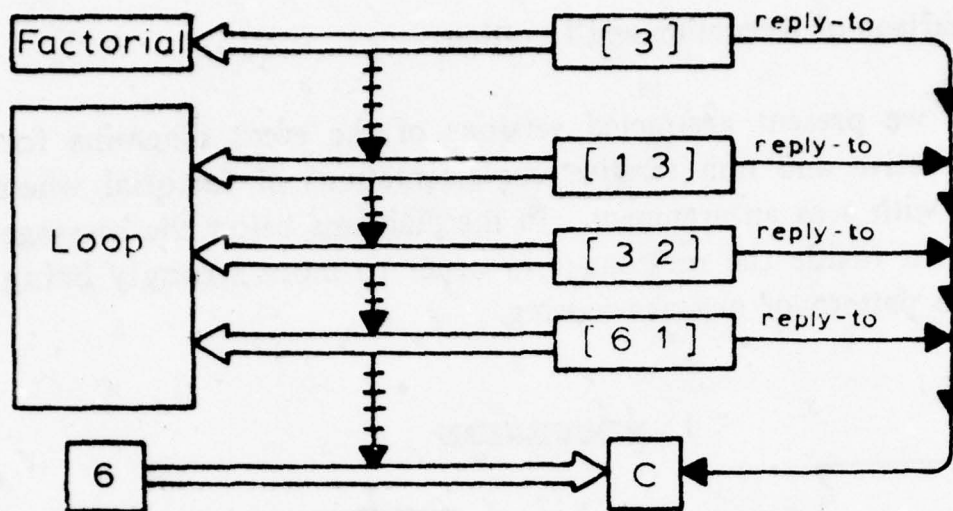 Factorial [ 3 ] reply-to
[ 1 3 ] reply-to
Loop
[ 3 2 ] reply-to
[ 6 1 ] reply-to
6 C